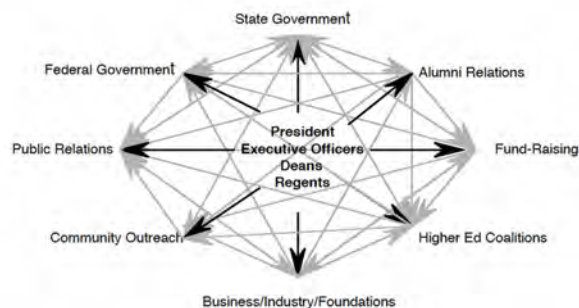 State Government†
Federal Government†
Alumni Relations
President
Public Relations
Executive Officers
Fund-Raising
Deans
Regents
Community Outreach
Higher Ed Coalitions
Business/Industry/Foundations